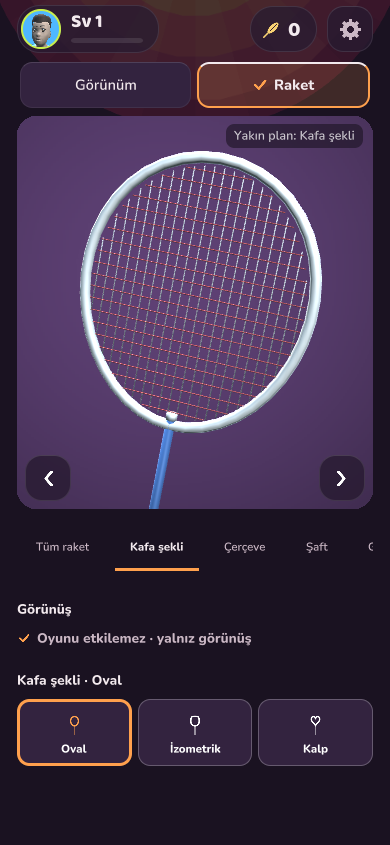 Sv 1
0
Görünüm
Raket
Yakın plan: Kafa şekli
Tüm raket
Kafa şekli
Çerçeve
Şaft
Görünüş
Oyunu etkilemez · yalnız görünüş
Kafa şekli · Oval
Oval
İzometrik
Kalp